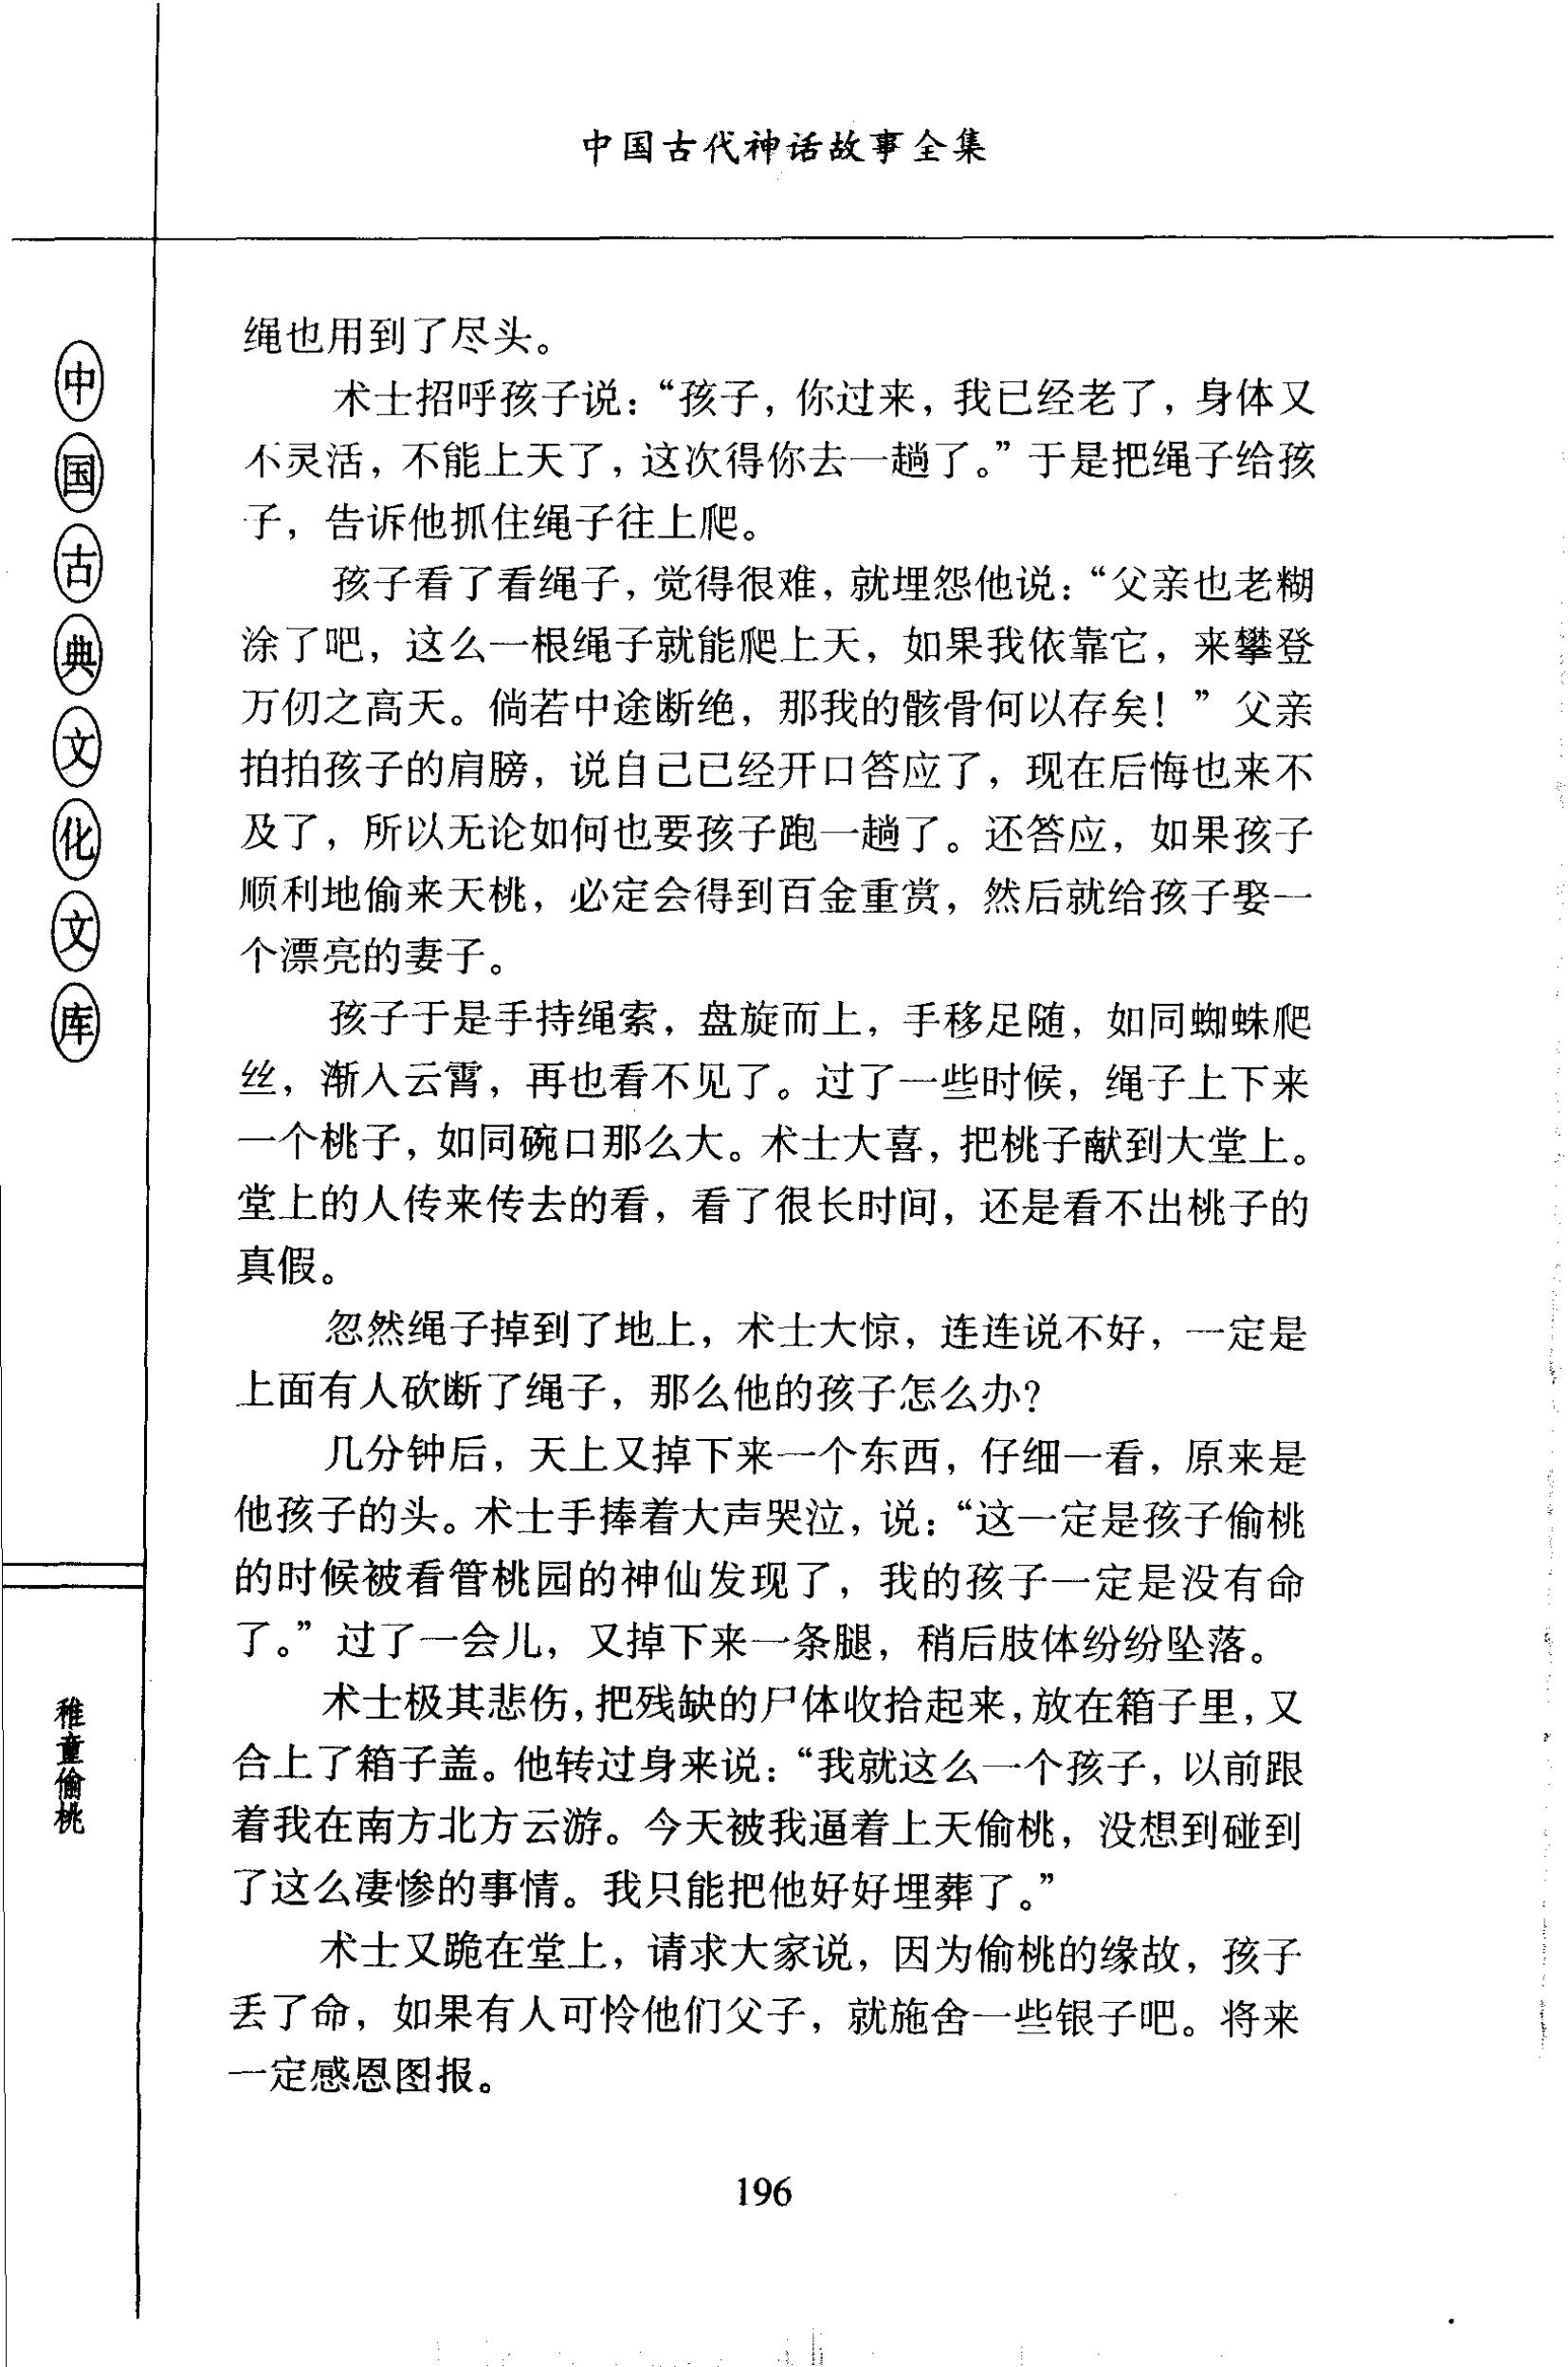 中国古代神话故事全集
中国古典文化文库
稚童偷桃
绳也用到了尽头。
术士招呼孩子说：“孩子，你过来，我已经老了，身体又
不灵活，不能上天了，这次得你去一趟了。”于是把绳子给孩
子，告诉他抓住绳子往上爬。
孩子看了看绳子，觉得很难，就埋怨他说：“父亲也老糊
涂了吧，这么一根绳子就能爬上天，如果我依靠它，来攀登
万仞之高天。倘若中途断绝，那我的骸骨何以存矣！”父亲
拍拍孩子的肩膀，说自己已经开口答应了，现在后悔也来不
及了，所以无论如何也要孩子跑一趟了。还答应，如果孩子
顺利地偷来天桃，必定会得到百金重赏，然后就给孩子娶一
个漂亮的妻子。
孩子于是手持绳索，盘旋而上，手移足随，如同蜘蛛爬
丝，渐入云霄，再也看不见了。过了一些时候，绳子上下来
一个桃子，如同碗口那么大。术士大喜，把桃子献到大堂上。
堂上的人传来传去的看，看了很长时间，还是看不出桃子的
真假。
忽然绳子掉到了地上，术士大惊，连连说不好，一定是
上面有人砍断了绳子，那么他的孩子怎么办？
几分钟后，天上又掉下来一个东西，仔细一看，原来是
他孩子的头。术士手捧着大声哭泣，说：“这一定是孩子偷桃
的时候被看管桃园的神仙发现了，我的孩子一定是没有命
了。”过了一会儿，又掉下来一条腿，稍后肢体纷纷坠落。
术士极其悲伤，把残缺的尸体收拾起来，放在箱子里，又
合上了箱子盖。他转过身来说：“我就这么一个孩子，以前跟
着我在南方北方云游。今天被我逼着上天偷桃，没想到碰到
了这么凄惨的事情。我只能把他好好埋葬了。”
术士又跪在堂上，请求大家说，因为偷桃的缘故，孩子
丢了命，如果有人可怜他们父子，就施舍一些银子吧。将来
一定感恩图报。
196